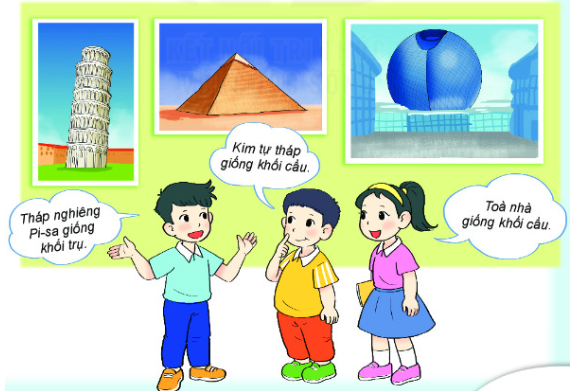 Kim tự tháp
giống khối cầu.
Tháp nghiêng
Pi-sa giống
khối trụ.
Toà nhà
giống khối cầu.